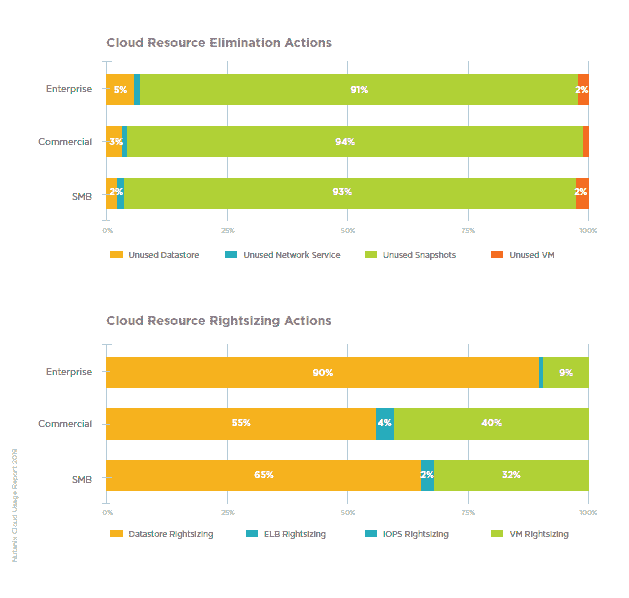 Cloud Resource Elimination Actions
Enterprise 5% 91% 2%
Commercial 3% 94%
SMB 2% 93% 2%
0% 25% 50% 75% 100%
Unused Datastore Unused Network Service Unused Snapshots Unused VM
Cloud Resource Rightsizing Actions
Enterprise 90% 9%
Commercial 55% 4% 40%
SMB 65% 2% 32%
0% 25% 50% 75% 100%
Datastore Rightsizing ELB Rightsizing IOPS Rightsizing VM Rightsizing
Nutanix Cloud Usage Report 2019